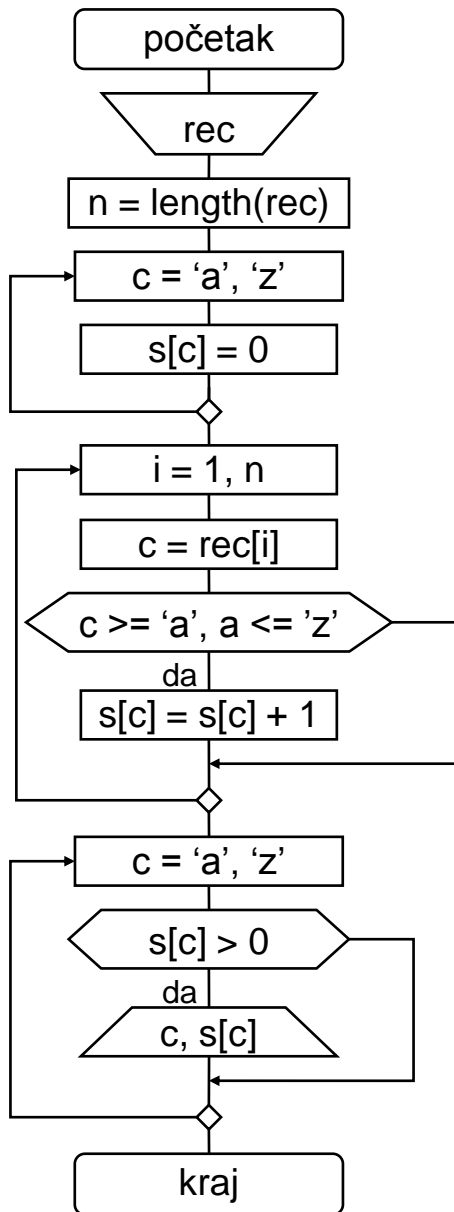 početak
rec
n = length(rec)
c = ‘a’, ‘z’
s[c] = 0
i = 1, n
c = rec[i]
c >= ‘a’, a <= ’z’
da
s[c] = s[c] + 1
c = ‘a’, ‘z’
s[c] > 0
da
c, s[c]
kraj